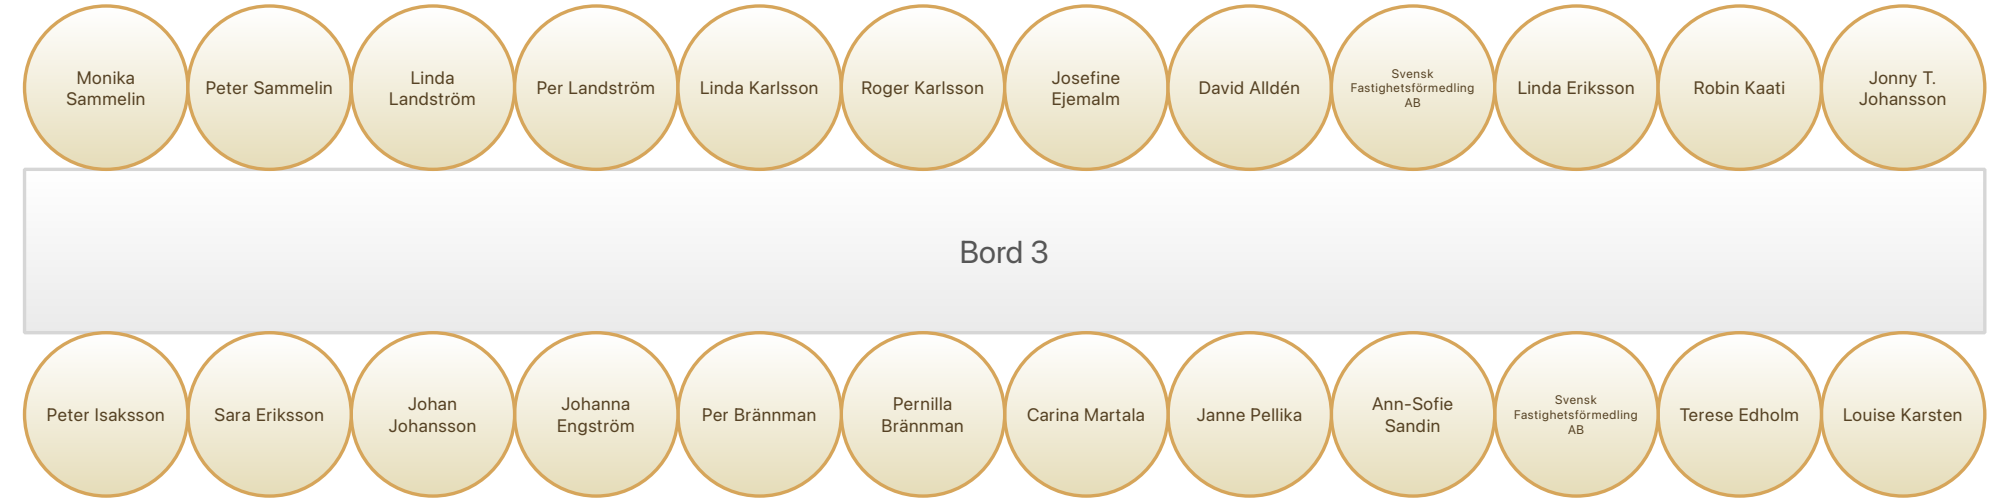 Monika
Sammelin
Peter Sammelin
Linda
Landström
Per Landström
Linda Karlsson
Roger Karlsson
Josefine
Ejemalm
David Alldén
Svensk
Fastighetsförmedling
AB
Linda Eriksson
Robin Kaati
Jonny T.
Johansson
Bord 3
Peter Isaksson
Sara Eriksson
Johan
Johansson
Johanna
Engström
Per Brännman
Pernilla
Brännman
Carina Martala
Janne Pellika
Ann-Sofie
Sandin
Svensk
Fastighetsförmedling
AB
Terese Edholm
Louise Karsten